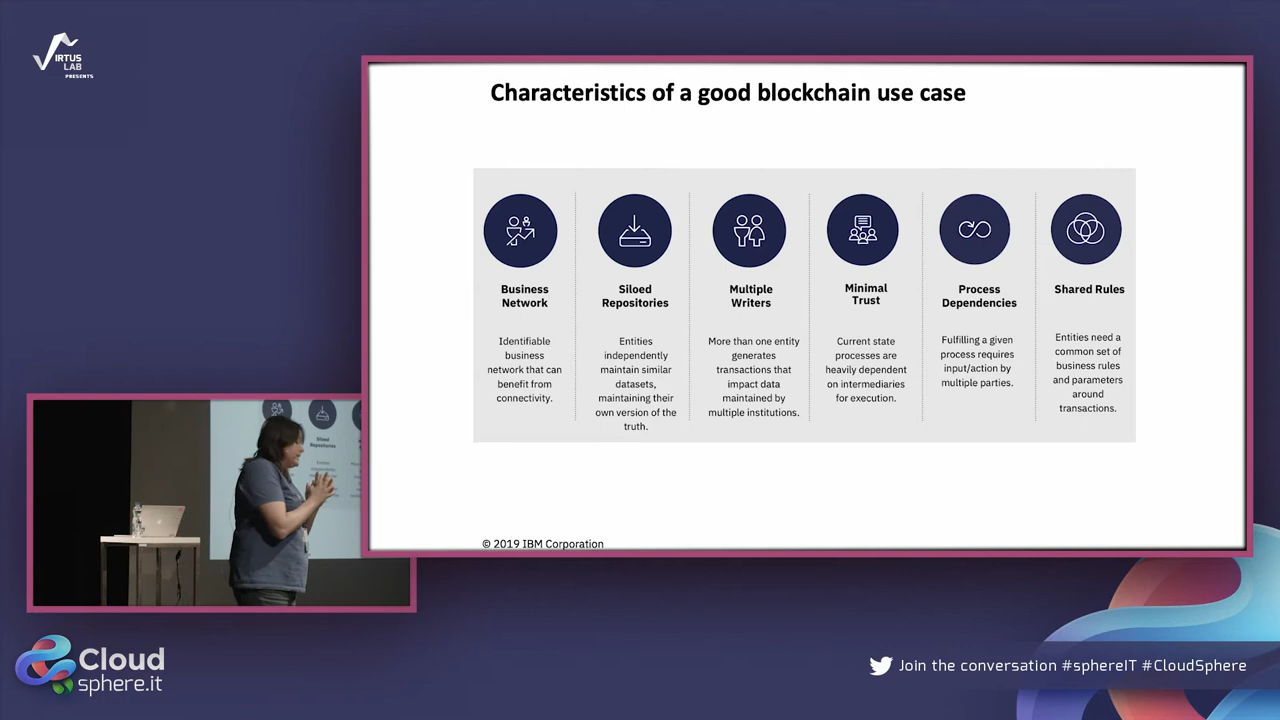 VIRTUS
LAB
PRESENTS
Characteristics of a good blockchain use case
Business
Network
Identifiable
business
network that can
benefit from
connectivity.
Siloed
Repositories
Entities
independently
maintain similar
datasets,
maintaining their
own version of the
truth.
Multiple
Writers
More than one entity
generates
transactions that
impact data
maintained by
multiple institutions.
Minimal
Trust
Current state
processes are
heavily dependent
on intermediaries
for execution.
Process
Dependencies
Fulfilling a given
process requires
input/action by
multiple parties.
Shared Rules
Entities need a
common set of
business rules
and parameters
around
transactions.
© 2019 IBM Corporation
Siloed
Repositories
Cloud
sphere.it
Join the conversation #sphereIT #CloudSphere